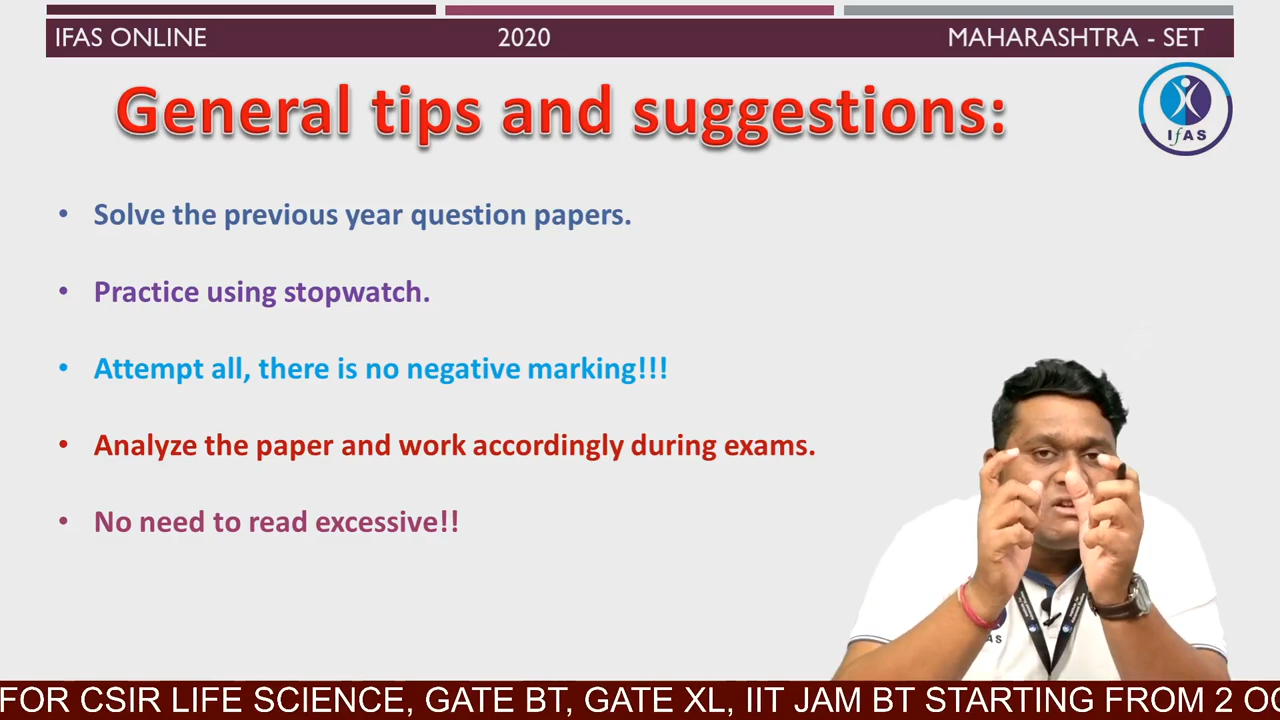 IFAS ONLINE 2020 MAHARASHTRA - SET
General tips and suggestions:
IfAS
• Solve the previous year question papers.
• Practice using stopwatch.
• Attempt all, there is no negative marking!!!
• Analyze the paper and work accordingly during exams.
• No need to read excessive!!
AS
FOR CSIR LIFE SCIENCE, GATE BT, GATE XL, IIT JAM BT STARTING FROM 2 OC